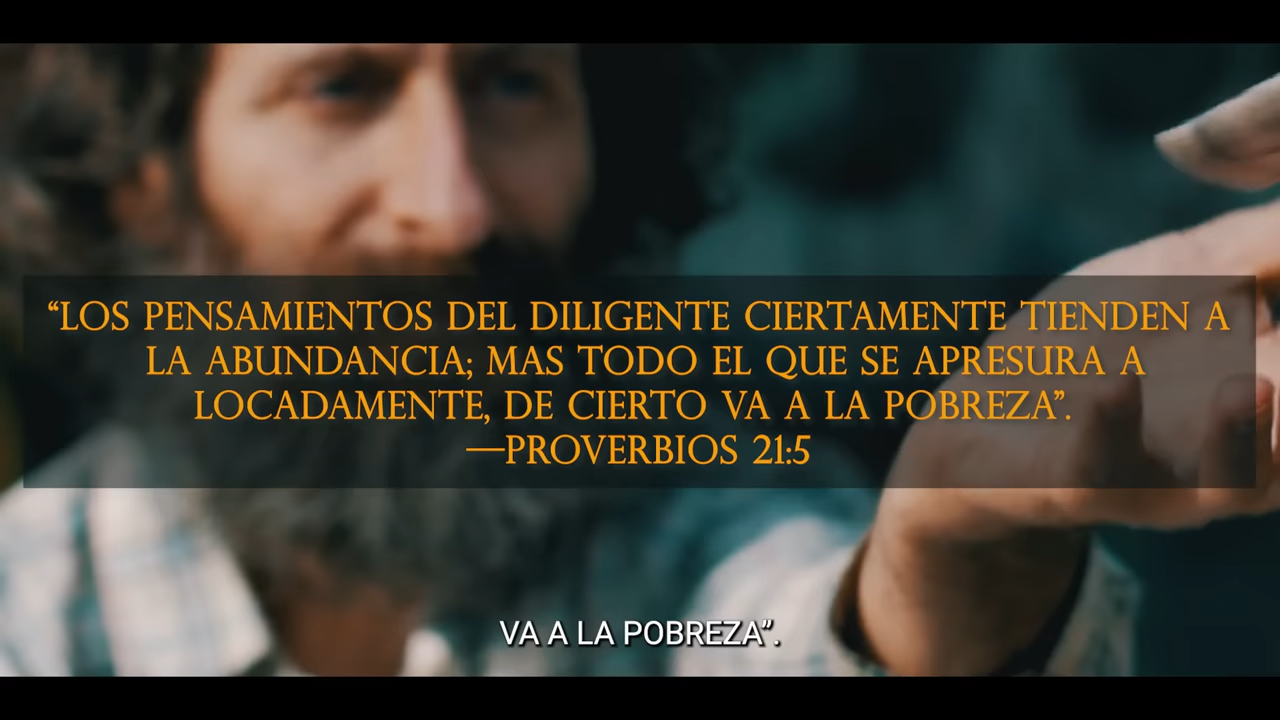 “LOS PENSAMIENTOS DEL DILIGENTE CIERTAMENTE TIENDEN A
LA ABUNDANCIA; MAS TODO EL QUE SE APRESURA A
LOCADAMENTE, DE CIERTO VA A LA POBREZA”.
—PROVERBIOS 21:5
VA A LA POBREZA”.